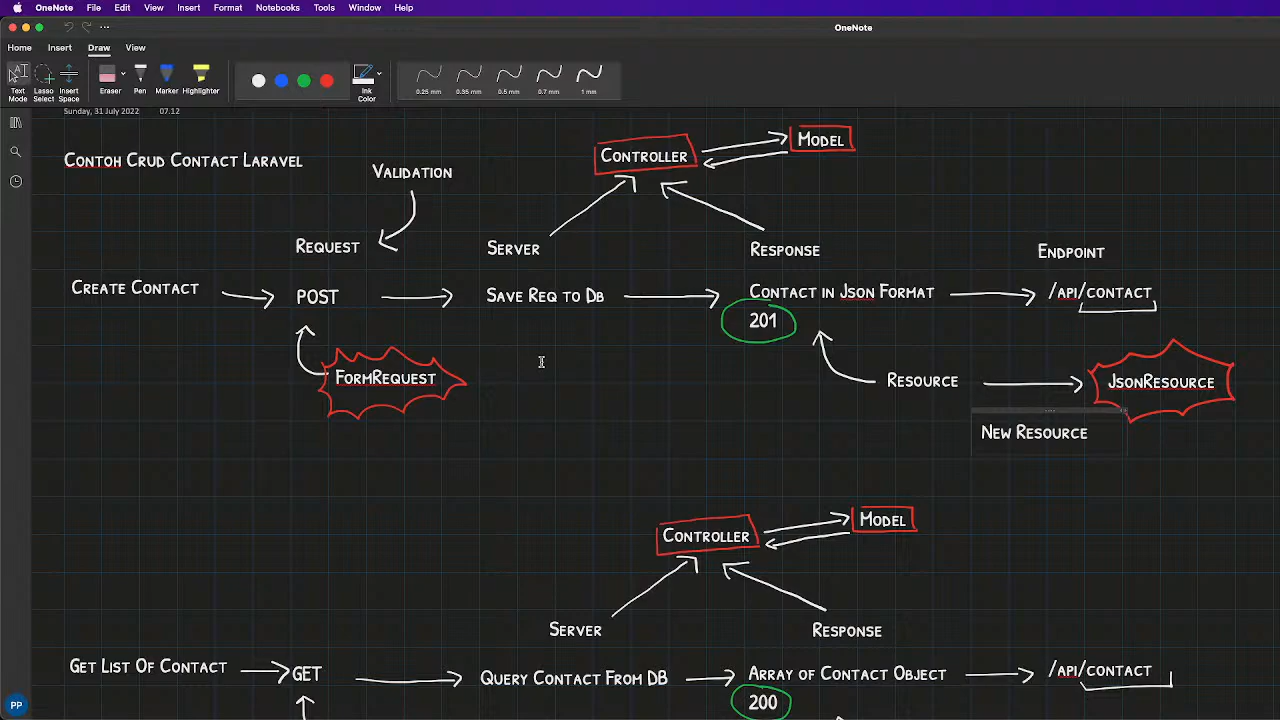 OneNote File Edit View Insert Format Notebooks Tools Window Help
OneNote
Home Insert Draw View
Text Mode
Lasso Select
Insert Space
Eraser
Pen
Marker
Highlighter
Ink Color
0.25 mm
0.35 mm
0.5 mm
0.7 mm
1 mm
Sunday, 31 July 2022 07.12
Contoh Crud Contact Laravel
Validation
Controller
Model
Request
Server
Response
Endpoint
Create Contact
POST
Save Req to Db
Contact in Json Format
/api/contact
201
FormRequest
Resource
JsonResource
New Resource
Controller
Model
Server
Response
Get List Of Contact
GET
Query Contact From DB
Array of Contact Object
/api/contact
200
PP